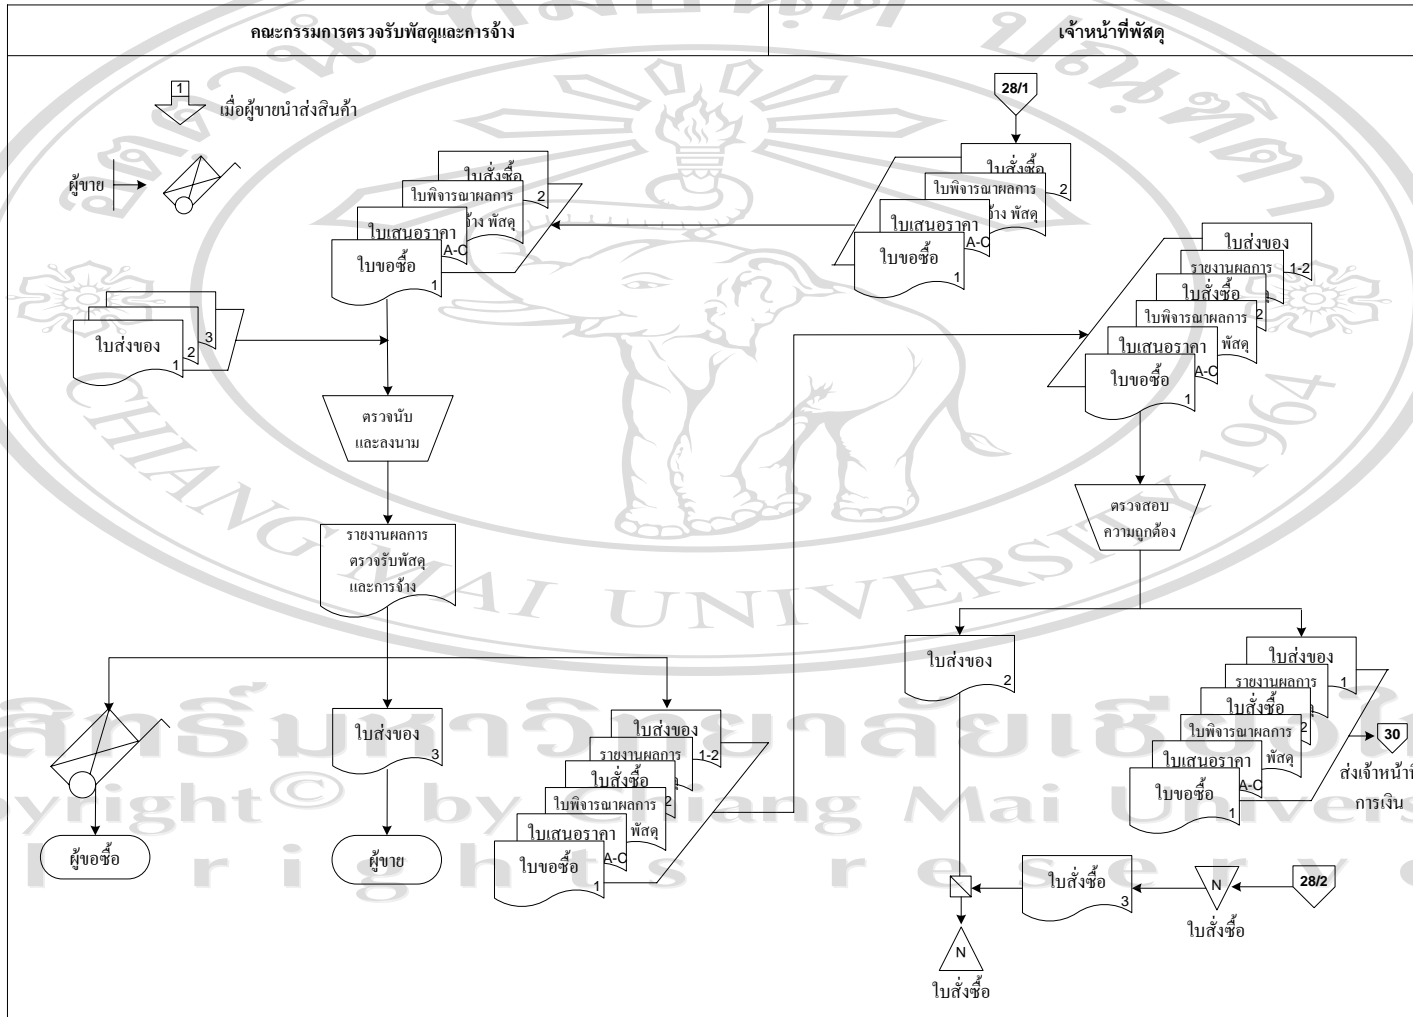 คณะกรรมการตรวจรับพัสดุและการจ้าง
เจ้าหน้าที่พัสดุ
1
เมื่อผู้ขายนำส่งสินค้า
ผู้ขาย
28/1
ใบสั่งซื้อ
2
ใบพิจารณาผลการ
จ้าง พัสดุ
ใบเสนอราคา
A-C
ใบขอซื้อ
1
ใบสั่งซื้อ
2
ใบพิจารณาผลการ
จ้าง พัสดุ
ใบเสนอราคา
A-C
ใบขอซื้อ
1
ใบส่งของ
1-2
รายงานผลการ
ใบสั่งซื้อ
2
ใบพิจารณาผลการ
พัสดุ
ใบเสนอราคา
A-C
ใบขอซื้อ
1
3
2
ใบส่งของ
1
ตรวจนับ
และลงนาม
รายงานผลการ
ตรวจรับพัสดุ
และการจ้าง
ตรวจสอบ
ความถูกต้อง
ใบส่งของ
3
ผู้ขอซื้อ
ผู้ขาย
ใบส่งของ
1-2
รายงานผลการ
ใบสั่งซื้อ
2
ใบพิจารณาผลการ
พัสดุ
ใบเสนอราคา
A-C
ใบขอซื้อ
1
ใบส่งของ
2
ใบส่งของ
1
รายงานผลการ
ใบสั่งซื้อ
2
ใบพิจารณาผลการ
พัสดุ
ใบเสนอราคา
A-C
ใบขอซื้อ
1
30
ส่งเจ้าหน้าที่
การเงิน
ใบสั่งซื้อ
3
N
ใบสั่งซื้อ
28/2
N
ใบสั่งซื้อ
CHIANG MAI UNIVERSITY 1964
by Chiang Mai